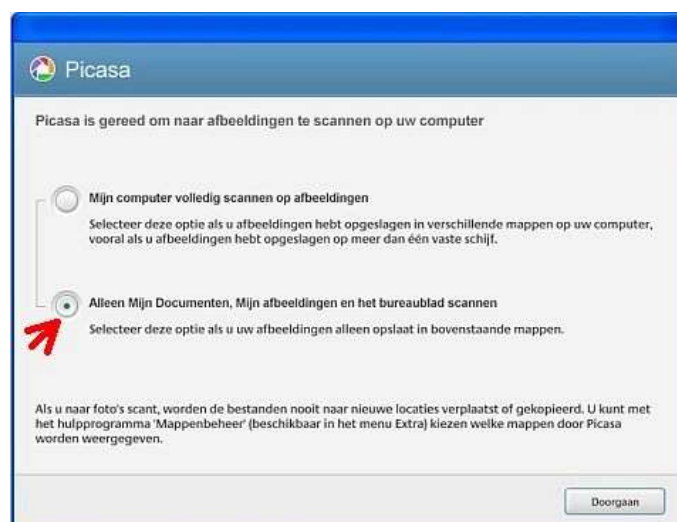 Picasa
Picasa is gereed om naar afbeeldingen te scannen op uw computer
Mijn computer volledig scannen op afbeeldingen
Selecteer deze optie als u afbeeldingen hebt opgeslagen in verschillende mappen op uw computer,
vooral als u afbeeldingen hebt opgeslagen op meer dan één vaste schijf.
Alleen Mijn Documenten, Mijn afbeeldingen en het bureaublad scannen
Selecteer deze optie als u uw afbeeldingen alleen opslaat in bovenstaande mappen.
Als u naar foto's scant, worden de bestanden nooit naar nieuwe locaties verplaatst of gekopieerd. U kunt met
het hulpprogramma 'Mappenbeheer' (beschikbaar in het menu Extra) kiezen welke mappen door Picasa
worden weergegeven.
Doorgaan